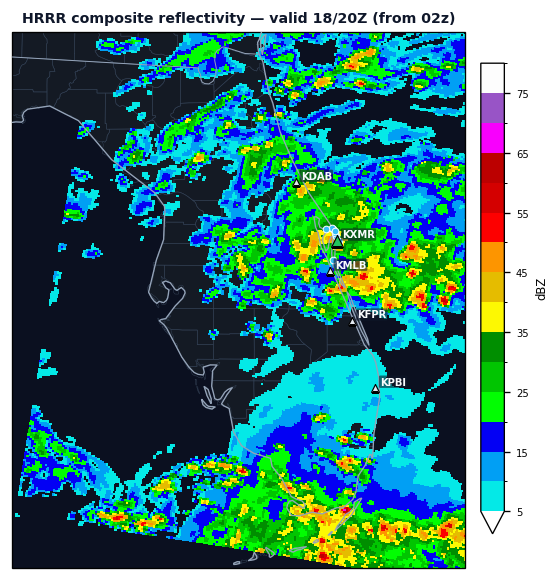 HRRR composite reflectivity — valid 18/20Z (from 02z)
75
65
55
45
35
25
15
5
dBZ
KDAB
KXMR
KMLB
KFPR
KPBI